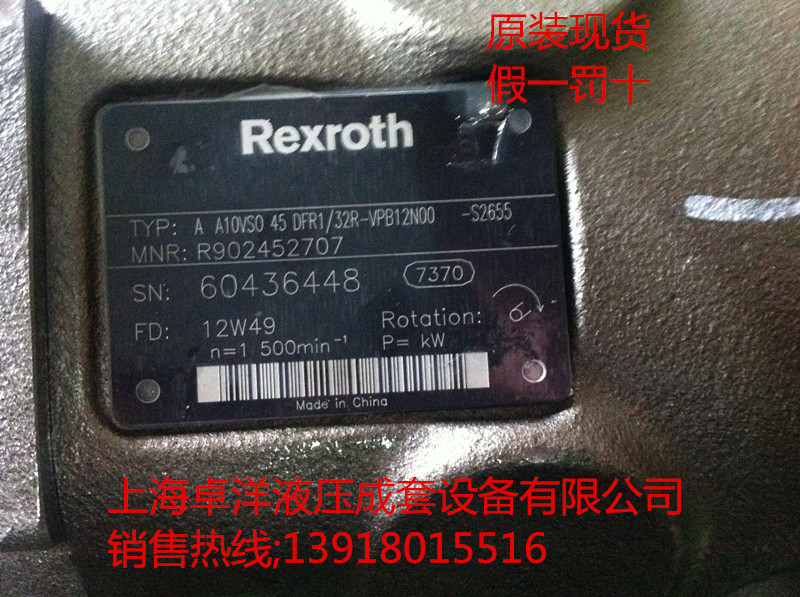 原装现货
假一罚十
Rexroth
TYP: A A10VSO 45 DFR1/32R-VPB12N00 -S2655
MNR: R902452707
SN: 60436448 7370
FD: 12W49 Rotation:
n=1 500min⁻¹ P= kW
Made in China
上海卓洋液压成套设备有限公司
销售热线;13918015516